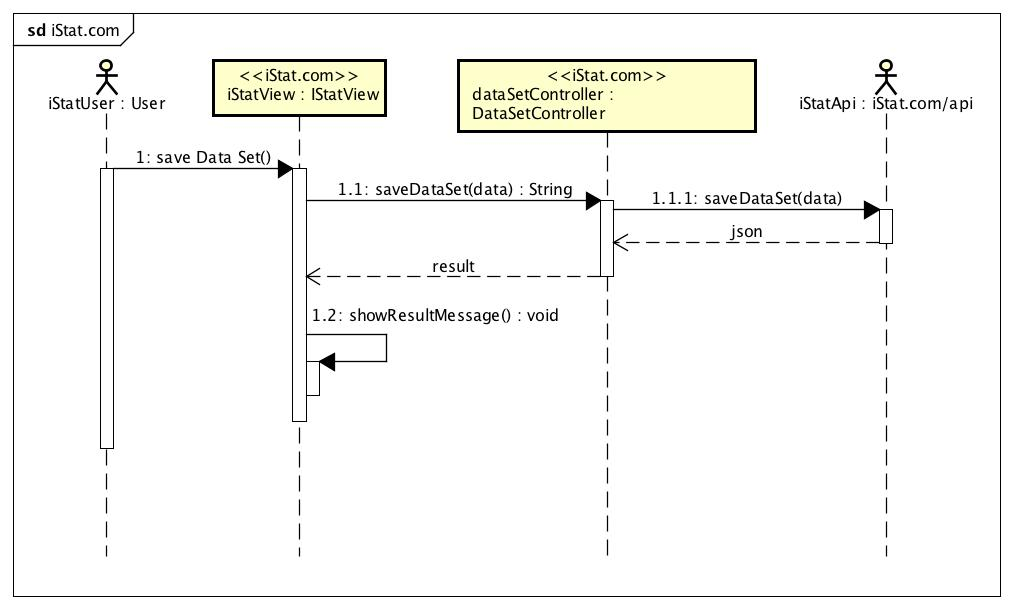 sd iStat.com
iStatUser : User
<<iStat.com>>
iStatView : IStatView
<<iStat.com>>
dataSetController :
DataSetController
iStatApi : iStat.com/api
1: save Data Set()
1.1: saveDataSet(data) : String
1.1.1: saveDataSet(data)
json
result
1.2: showResultMessage() : void